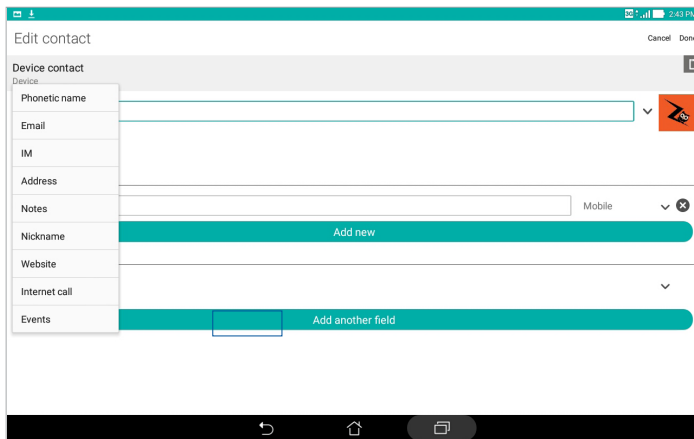 3G 2:43 PM
Edit contact
Cancel Done
Device contact
Device
Phonetic name
Email
IM
Address
Notes
Mobile
Nickname
Add new
Website
Internet call
Events
Add another field